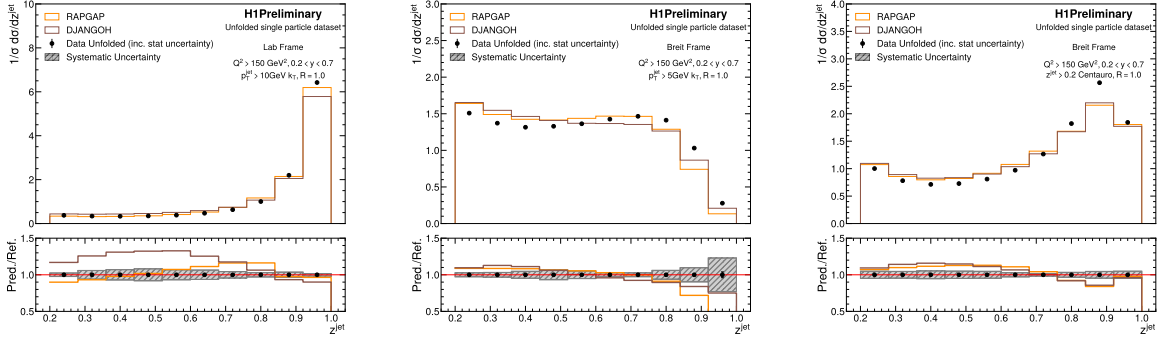 H1Preliminary
Unfolded single particle dataset
RAPGAP
DJANGOH
Data Unfolded (inc. stat uncertainty)
Systematic Uncertainty
Lab Frame
Q² > 150 GeV², 0.2 < y < 0.7
p_T^jet > 10GeV k_T, R = 1.0
1/σ dσ/dz^jet
10
8
6
4
2
0
Pred./Ref.
1.5
1.0
0.5
0.2 0.3 0.4 0.5 0.6 0.7 0.8 0.9 1.0
z^jet
H1Preliminary
Unfolded single particle dataset
RAPGAP
DJANGOH
Data Unfolded (inc. stat uncertainty)
Systematic Uncertainty
Breit Frame
Q² > 150 GeV², 0.2 < y < 0.7
p_T^jet > 5GeV k_T, R = 1.0
1/σ dσ/dz^jet
3.0
2.5
2.0
1.5
1.0
0.5
0.0
Pred./Ref.
1.5
1.0
0.5
0.2 0.3 0.4 0.5 0.6 0.7 0.8 0.9 1.0
z^jet
H1Preliminary
Unfolded single particle dataset
RAPGAP
DJANGOH
Data Unfolded (inc. stat uncertainty)
Systematic Uncertainty
Breit Frame
Q² > 150 GeV², 0.2 < y < 0.7
z^jet > 0.2 Centauro, R = 1.0
1/σ dσ/dz^jet
4.0
3.5
3.0
2.5
2.0
1.5
1.0
0.5
0.0
Pred./Ref.
1.5
1.0
0.5
0.2 0.3 0.4 0.5 0.6 0.7 0.8 0.9 1.0
z^jet